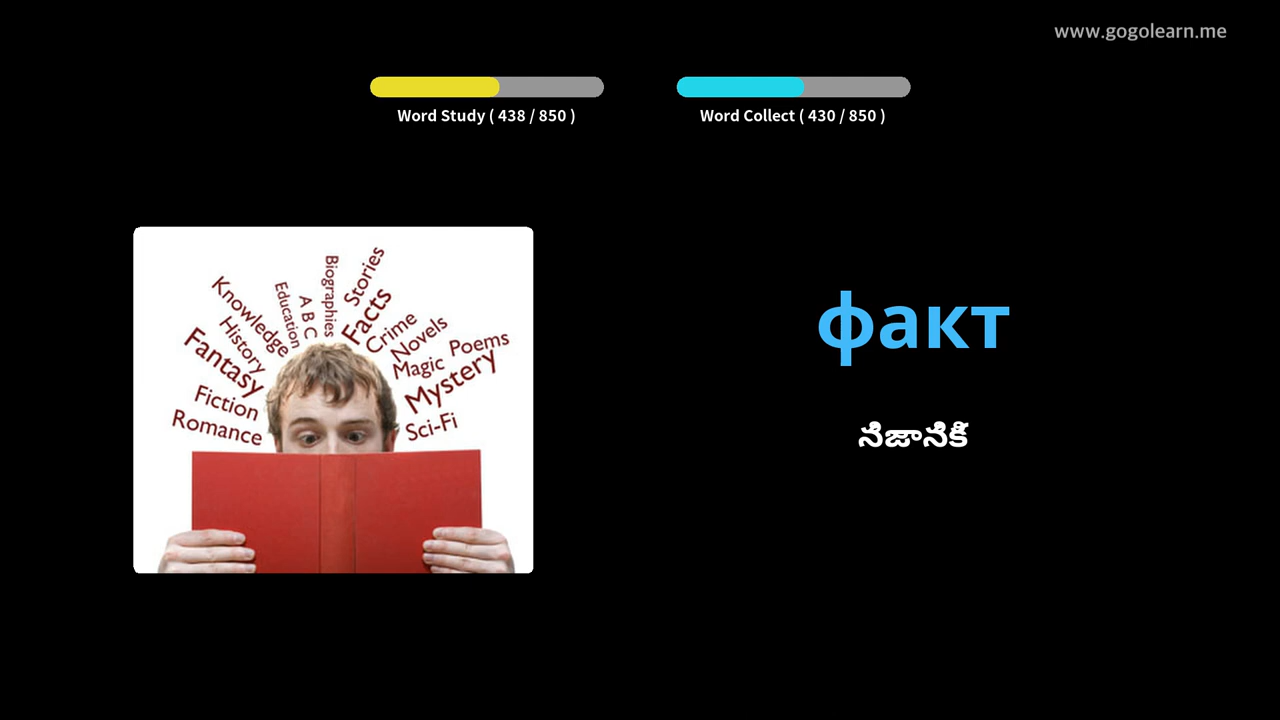 www.gogolearn.me
Word Study ( 438 / 850 )
Word Collect ( 430 / 850 )
Stories
Biographies
Facts
Education
A B C
Knowledge
Crime
Novels
History
Poems
Magic
Fantasy
Mystery
Fiction
Sci-Fi
Romance
факт
నిజానికి